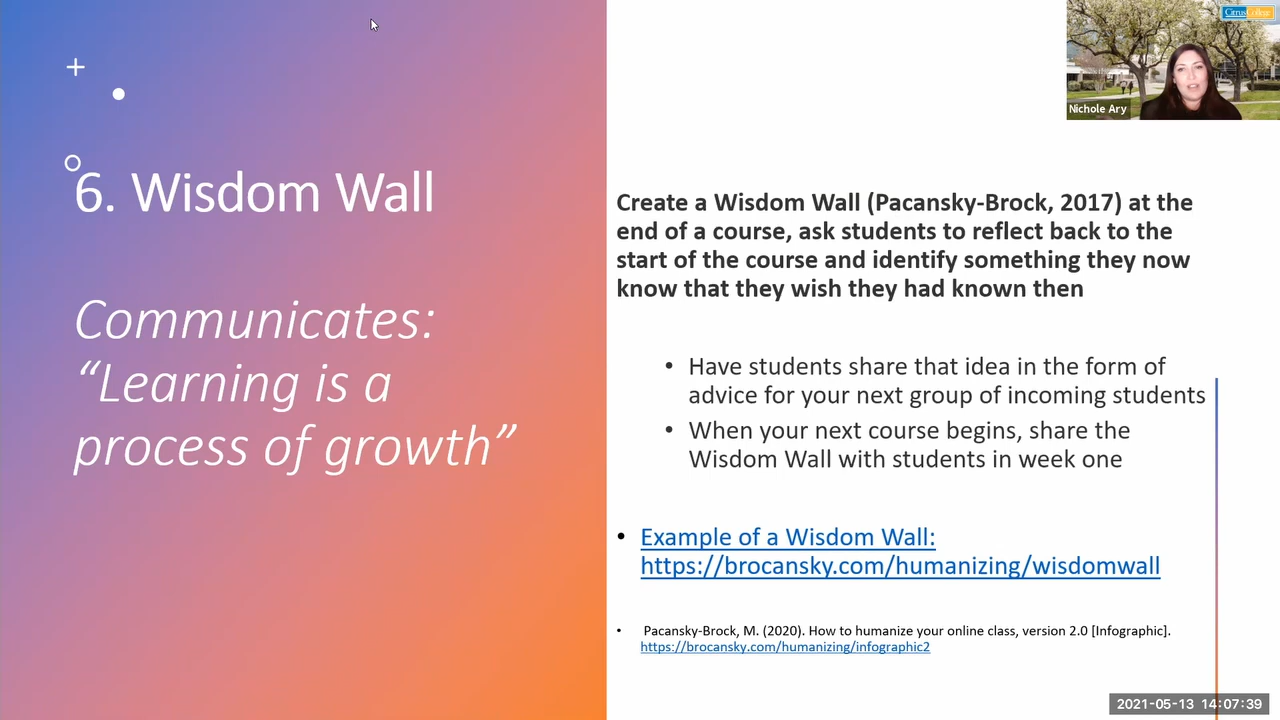 CitrusCollege
Nichole Ary
6. Wisdom Wall
Communicates:
“Learning is a
process of growth”
Create a Wisdom Wall (Pacansky-Brock, 2017) at the
end of a course, ask students to reflect back to the
start of the course and identify something they now
know that they wish they had known then
• Have students share that idea in the form of
advice for your next group of incoming students
• When your next course begins, share the
Wisdom Wall with students in week one
• Example of a Wisdom Wall:
https://brocansky.com/humanizing/wisdomwall
• Pacansky-Brock, M. (2020). How to humanize your online class, version 2.0 [Infographic].
https://brocansky.com/humanizing/infographic2
2021-05-13 14:07:39